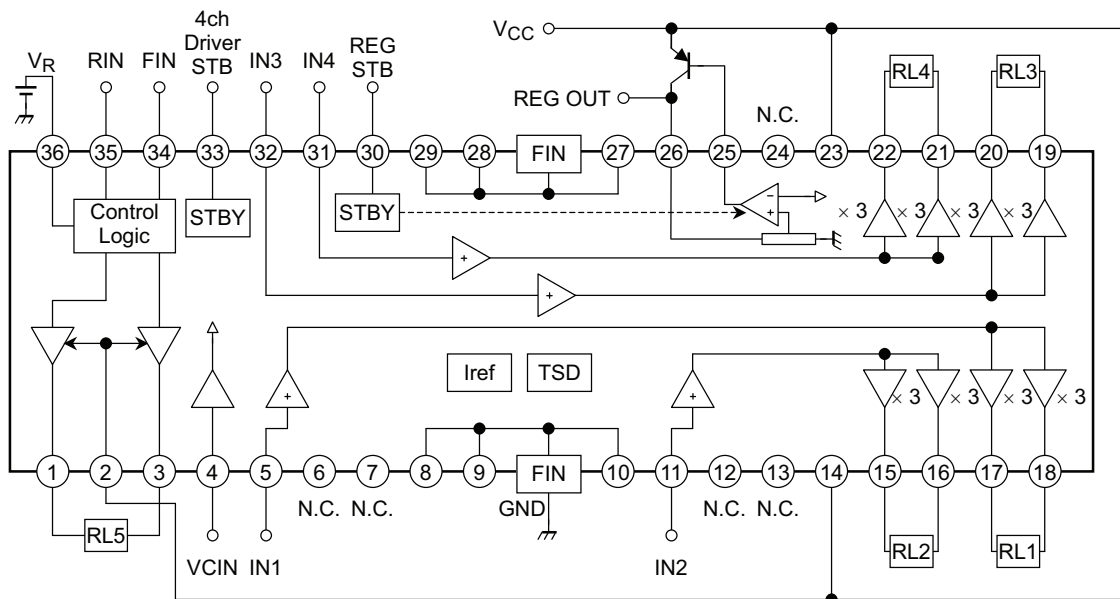 4ch
Driver
STB
REG
STB
VCC
VR
RIN
FIN
IN3
IN4
REG OUT
N.C.
RL4
RL3
36
35
34
33
32
31
30
29
28
FIN
27
26
25
24
23
22
21
20
19
Control
Logic
STBY
STBY
−
+
× 3
× 3
× 3
× 3
+
+
Iref
TSD
+
+
× 3
× 3
× 3
× 3
1
2
3
4
5
6
7
8
9
FIN
10
11
12
13
14
15
16
17
18
N.C.
N.C.
GND
N.C.
N.C.
RL5
VCIN
IN1
IN2
RL2
RL1